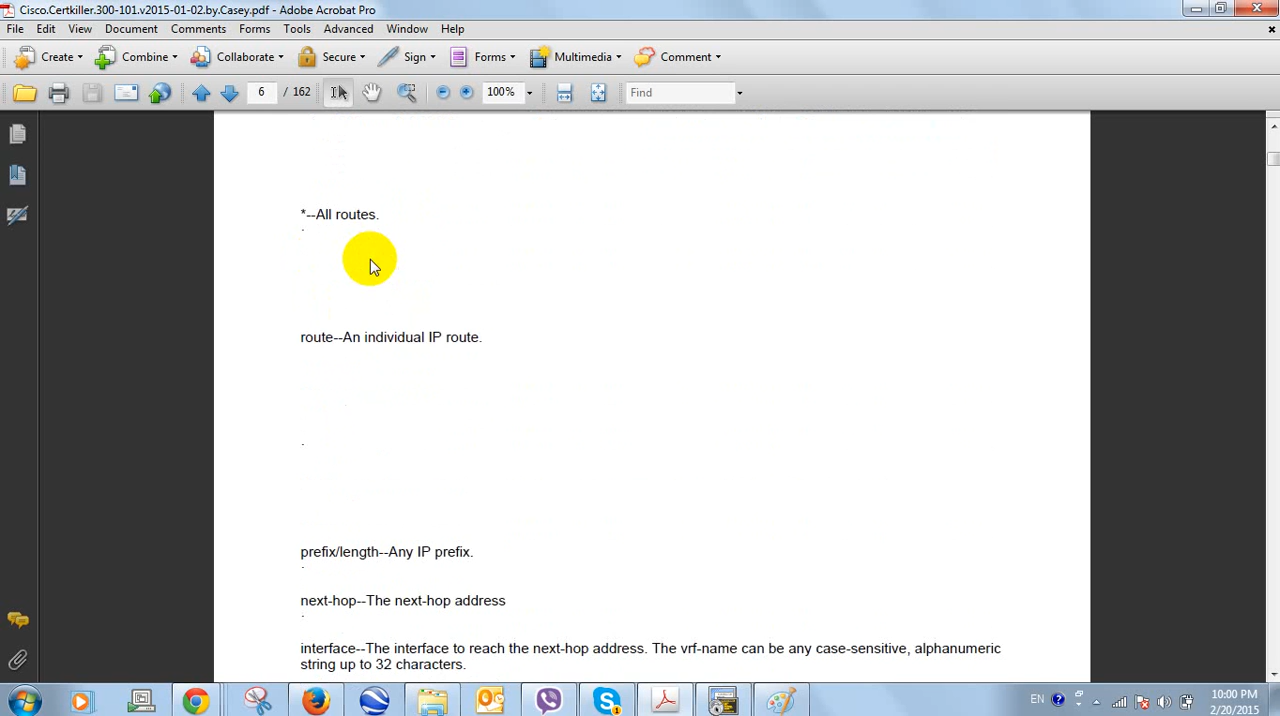 Cisco.Certkiller.300-101.v2015-01-02.by.Casey.pdf - Adobe Acrobat Pro
File Edit View Document Comments Forms Tools Advanced Window Help
Create Combine Collaborate Secure Sign Forms Multimedia Comment
6 / 162 100% Find
*--All routes.
route--An individual IP route.
prefix/length--Any IP prefix.
next-hop--The next-hop address
interface--The interface to reach the next-hop address. The vrf-name can be any case-sensitive, alphanumeric
string up to 32 characters.
EN 10:00 PM
2/20/2015